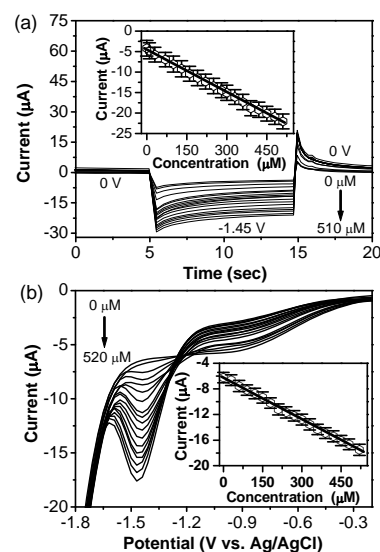 (a)
75
60
45
30
15
0
-15
-30
Current (μA)
0
-5
-10
-15
-20
-25
Current (μA)
0 150 300 450
Concentration (μM)
0 V
0 V
-1.45 V
0 μM
510 μM
0 5 10 15 20
Time (sec)
(b)
0
-5
-10
-15
-20
Current (μA)
0 μM
520 μM
-4
-8
-12
-16
-20
Current (μA)
0 150 300 450
Concentration (μM)
-1.8 -1.5 -1.2 -0.9 -0.6 -0.3
Potential (V vs. Ag/AgCl)